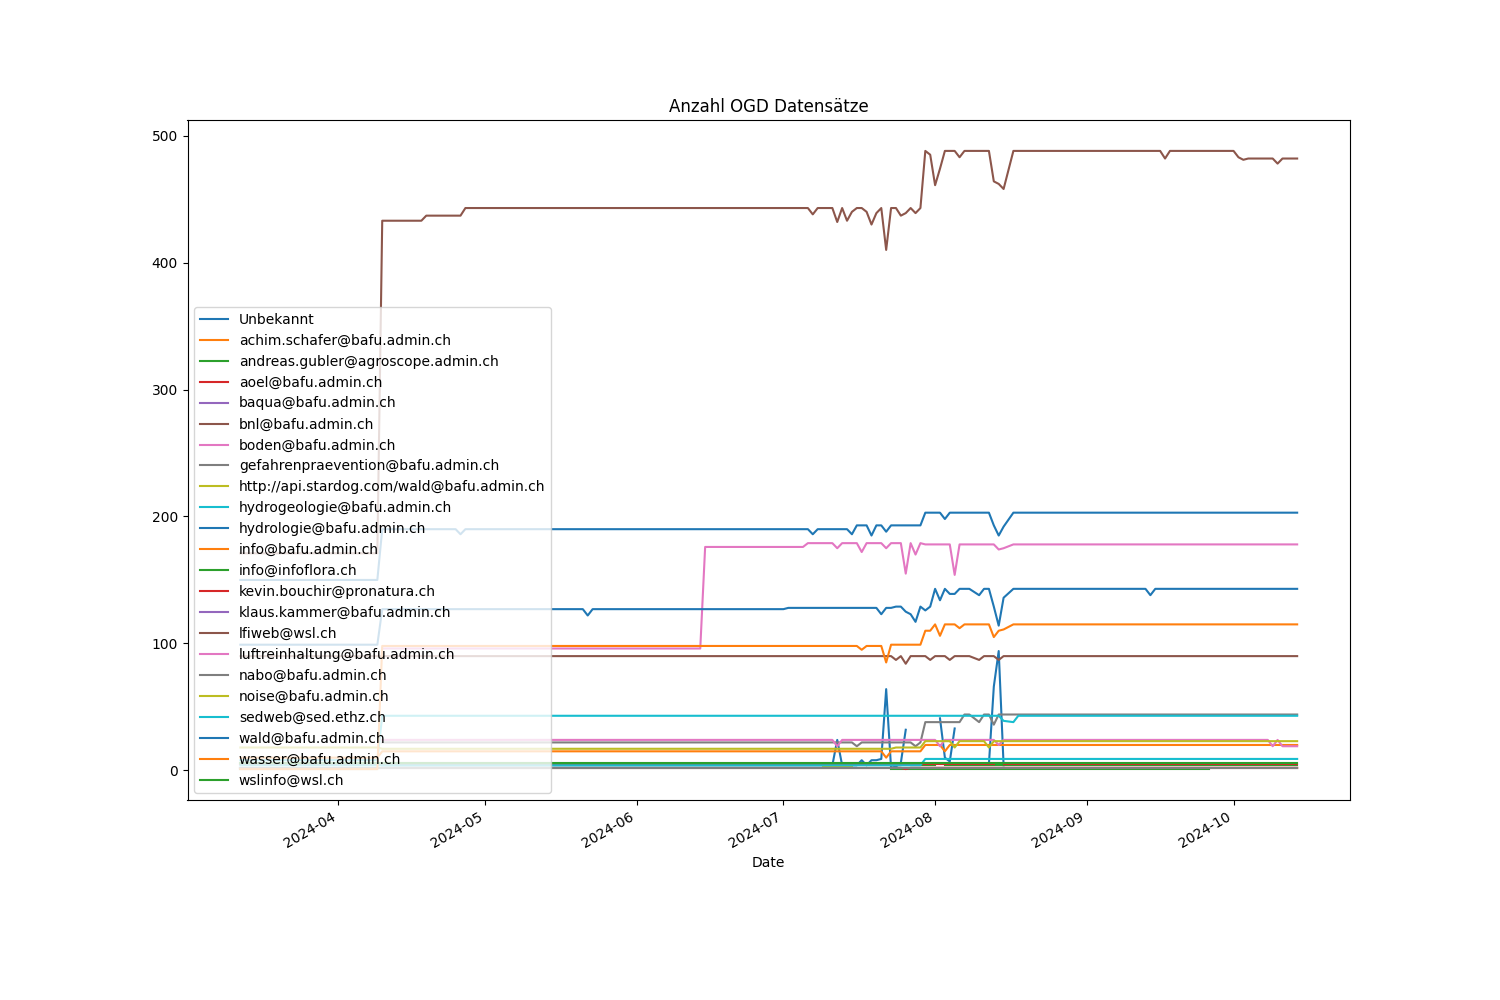 Anzahl OGD Datensätze
500
400
300
200
100
0
Unbekannt
achim.schafer@bafu.admin.ch
andreas.gubler@agroscope.admin.ch
aoel@bafu.admin.ch
baqua@bafu.admin.ch
bnl@bafu.admin.ch
boden@bafu.admin.ch
gefahrenpraevention@bafu.admin.ch
http://api.stardog.com/wald@bafu.admin.ch
hydrogeologie@bafu.admin.ch
hydrologie@bafu.admin.ch
info@bafu.admin.ch
info@infoflora.ch
kevin.bouchir@pronatura.ch
klaus.kammer@bafu.admin.ch
lfiweb@wsl.ch
luftreinhaltung@bafu.admin.ch
nabo@bafu.admin.ch
noise@bafu.admin.ch
sedweb@sed.ethz.ch
wald@bafu.admin.ch
wasser@bafu.admin.ch
wslinfo@wsl.ch
2024-04
2024-05
2024-06
2024-07
2024-08
2024-09
2024-10
Date